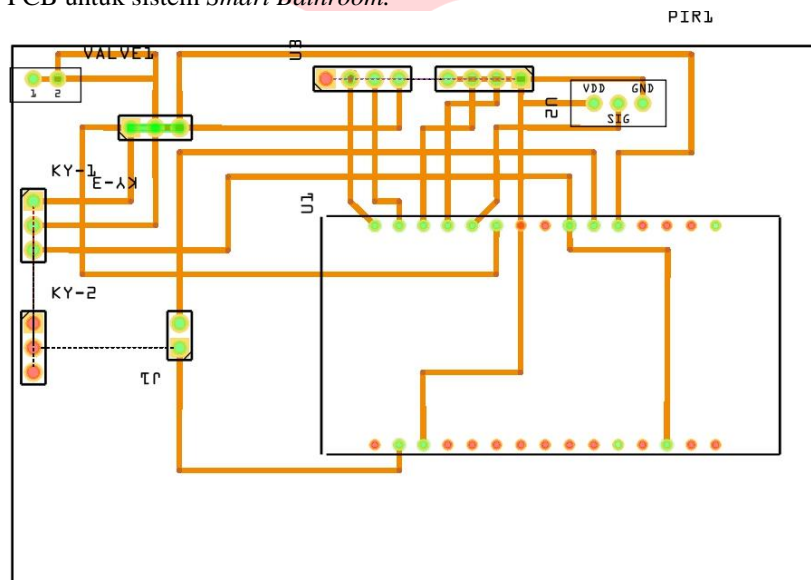 PCB untuk sistem Smart Bathroom.
PIR1
VALVE1
U3
1 2
VDD GND
SIG
U2
KY-1
KY-3
U1
KY-2
J1